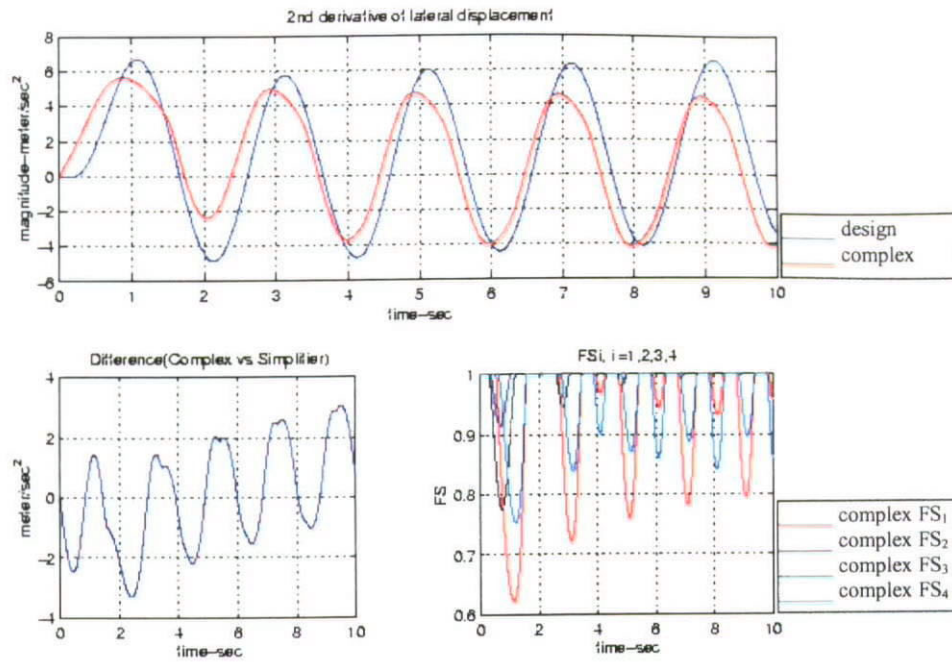 2nd derivative of lateral displacement
magnitude-meter/sec²
8
6
4
2
0
-2
-4
-6
0 1 2 3 4 5 6 7 8 9 10
time-sec
design
complex
Difference(Complex vs Simplifier)
meter/sec²
4
2
0
-2
-4
0 2 4 6 8 10
time-sec
FSi, i=1,2,3,4
FS
1
0.9
0.8
0.7
0.6
0 2 4 6 8 10
time-sec
complex FS₁
complex FS₂
complex FS₃
complex FS₄